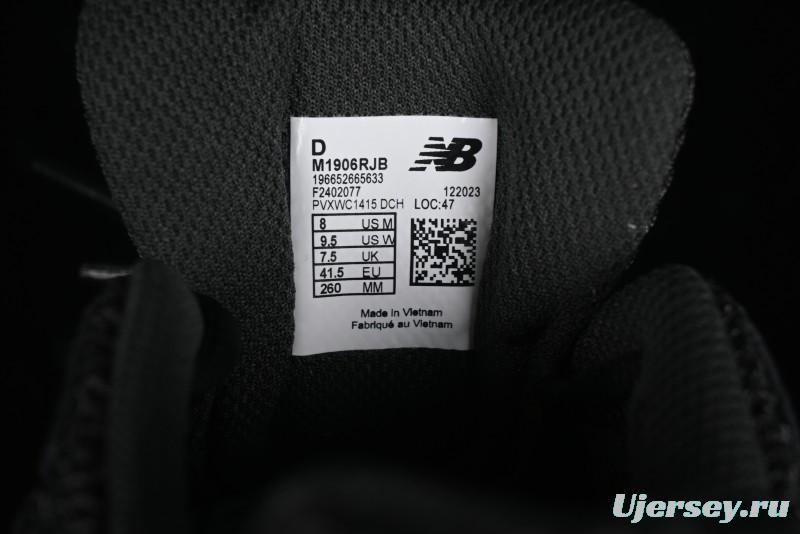 D
M1906RJB
NB
196652665633
F2402077 122023
PVXWC1415 DCH LOC:47
8 US M
9.5 US W
7.5 UK
41.5 EU
260 MM
Made in Vietnam
Fabriqué au Vietnam
Ujersey.ru